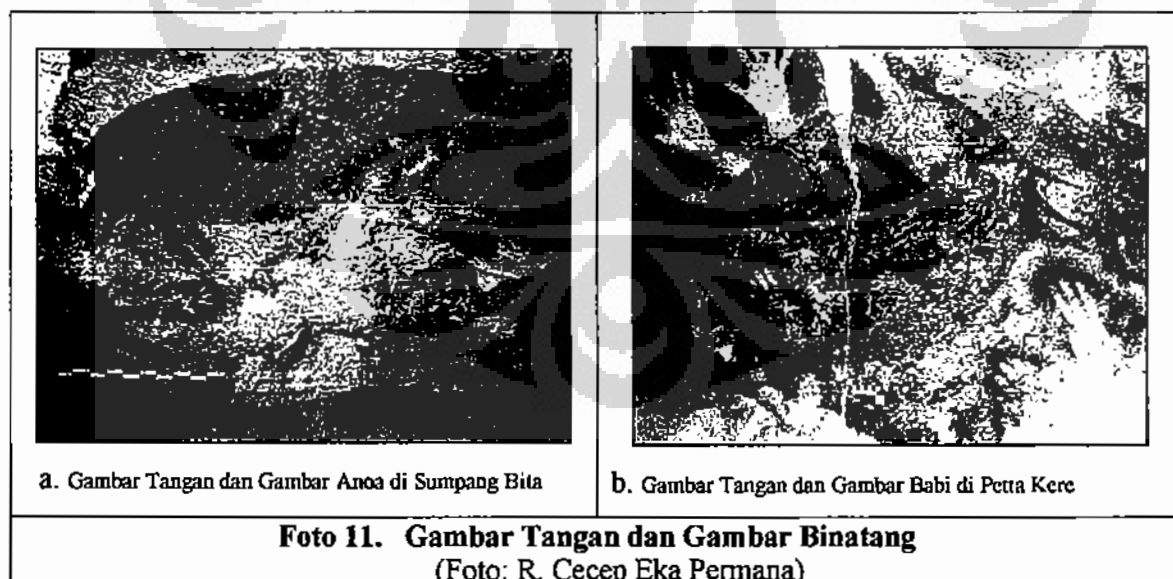 a. Gambar Tangan dan Gambar Anoa di Sumpang Bita
b. Gambar Tangan dan Gambar Babi di Petta Kere
Foto 11. Gambar Tangan dan Gambar Binatang
(Foto: R. Cecep Eka Permana)